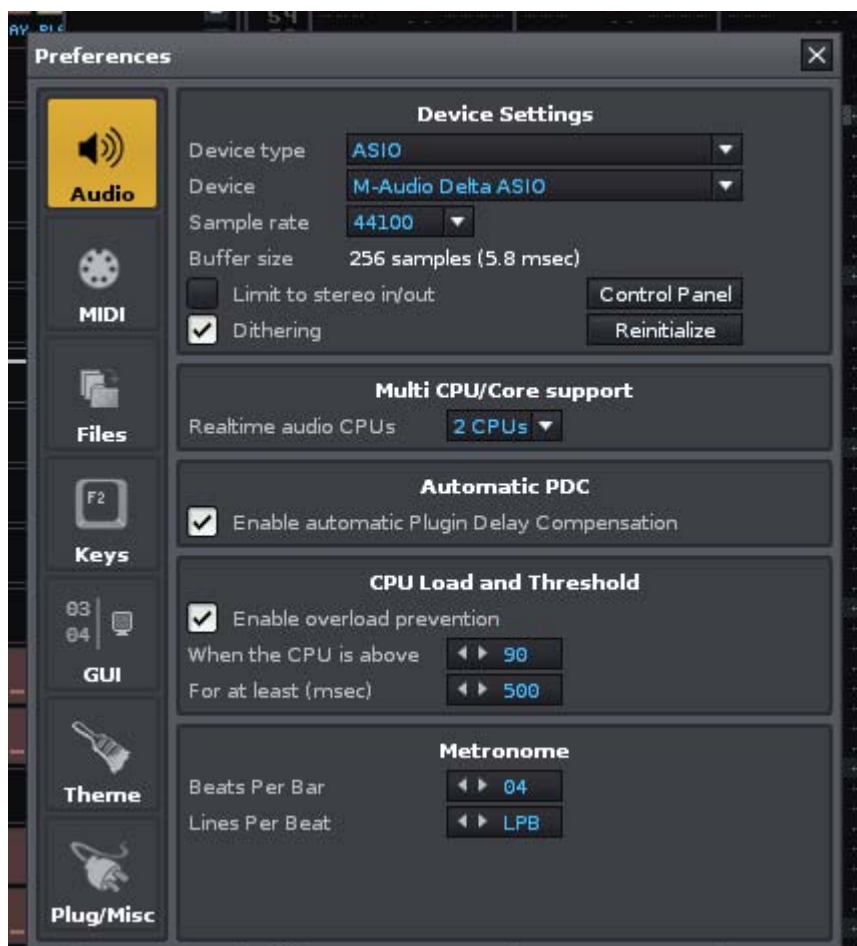 Preferences
Audio
MIDI
Files
F2
Keys
03
04
GUI
Theme
Plug/Misc
Device Settings
Device type ASIO
Device M-Audio Delta ASIO
Sample rate 44100
Buffer size 256 samples (5.8 msec)
Limit to stereo in/out Control Panel
Dithering Reinitialize
Multi CPU/Core support
Realtime audio CPUs 2 CPUs
Automatic PDC
Enable automatic Plugin Delay Compensation
CPU Load and Threshold
Enable overload prevention
When the CPU is above 90
For at least (msec) 500
Metronome
Beats Per Bar 04
Lines Per Beat LPB